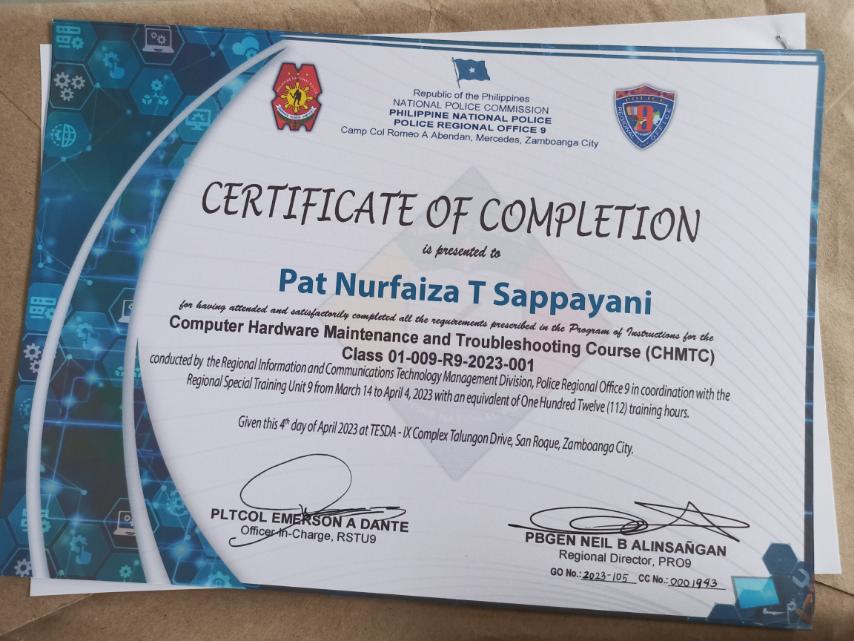 Republic of the Philippines
NATIONAL POLICE COMMISSION
PHILIPPINE NATIONAL POLICE
POLICE REGIONAL OFFICE 9
Camp Col Romeo A Abendan, Mercedes, Zamboanga City
9
CERTIFICATE OF COMPLETION
is presented to
Pat Nurfaiza T Sappayani
for having attended and satisfactorily completed all the requirements prescribed in the Program of Instructions for the
Computer Hardware Maintenance and Troubleshooting Course (CHMTC)
Class 01-009-R9-2023-001
conducted by the Regional Information and Communications Technology Management Division, Police Regional Office 9 in coordination with the
Regional Special Training Unit 9 from March 14 to April 4, 2023 with an equivalent of One Hundred Twelve (112) training hours.
Given this 4th day of April 2023 at TESDA - IX Complex Talungon Drive, San Roque, Zamboanga City.
PLTCOL EMERSON A DANTE
Officer-In-Charge, RSTU9
PBGEN NEIL B ALINSAÑGAN
Regional Director, PRO9
GO No.: 2023-105 CC No.: 0001943